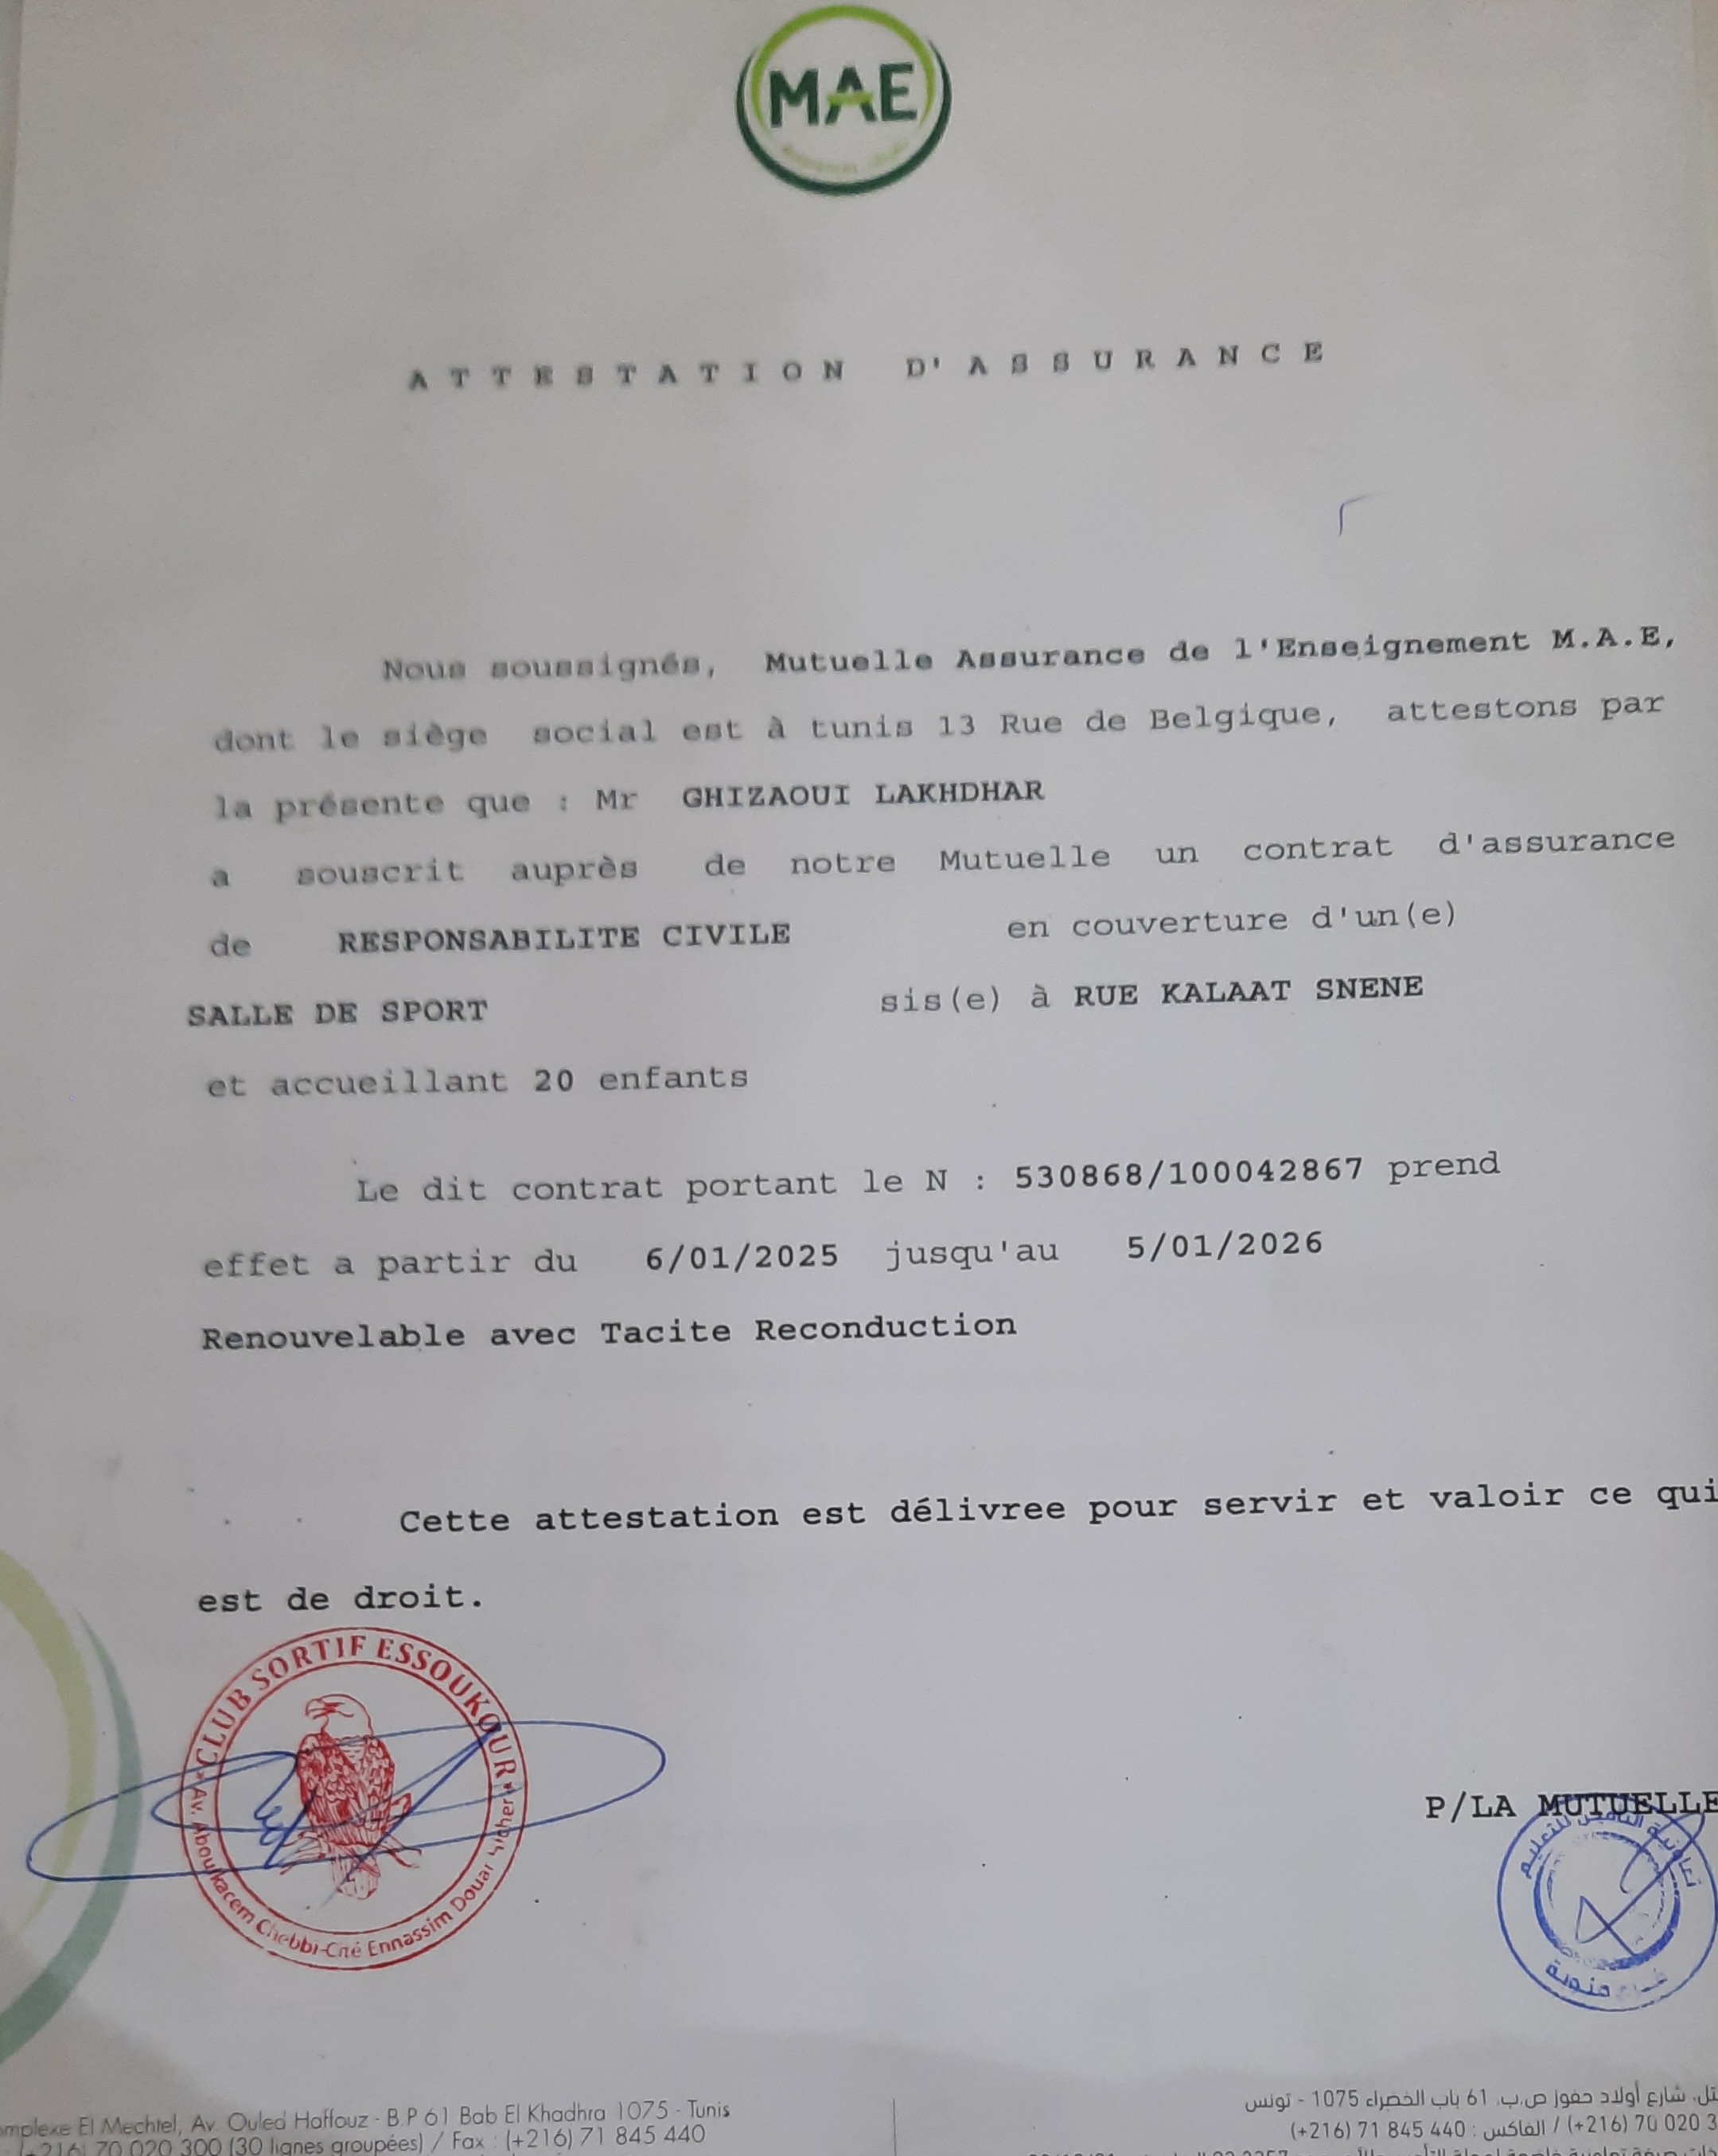 MAE
ATTESTATION D'ASSURANCE
Nous soussignés, Mutuelle Assurance de l'Enseignement M.A.E,
dont le siège social est à tunis 13 Rue de Belgique, attestons par
la présente que : Mr GHIZAOUI LAKHDHAR
a souscrit auprès de notre Mutuelle un contrat d'assurance
de RESPONSABILITE CIVILE en couverture d'un(e)
SALLE DE SPORT sis(e) à RUE KALAAT SNENE
et accueillant 20 enfants
Le dit contrat portant le N : 530868/100042867 prend
effet a partir du 6/01/2025 jusqu'au 5/01/2026
Renouvelable avec Tacite Reconduction
Cette attestation est délivree pour servir et valoir ce qui
est de droit.
*CLUB SORTIF ESSOUKOUR*
Av. Aboulkacem Chebbi-Cité Ennassim Douar
P/LA MUTUELLE
تعاونية التأمين للتعليم
فرع منوبة
El Mechtel, Av. Ouled Haffouz - B.P 61 Bab El Khadhra 1075 - Tunis
(+216) 70 020 300 (30 lignes groupées) / Fax : (+216) 71 845 440
شارع أولاد حفوز ص.ب. 61 باب الخضراء 1075 - تونس
(+216) 70 020 3 / الفاكس : 440 845 71 (+216)